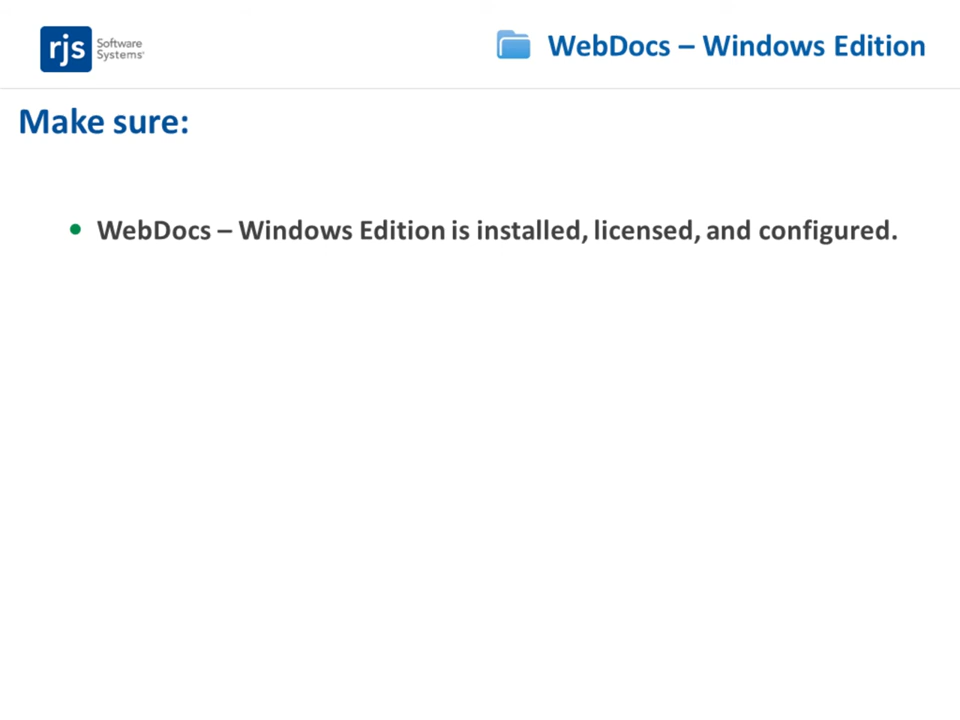 rjs Software
Systems
WebDocs – Windows Edition
Make sure:
• WebDocs – Windows Edition is installed, licensed, and configured.